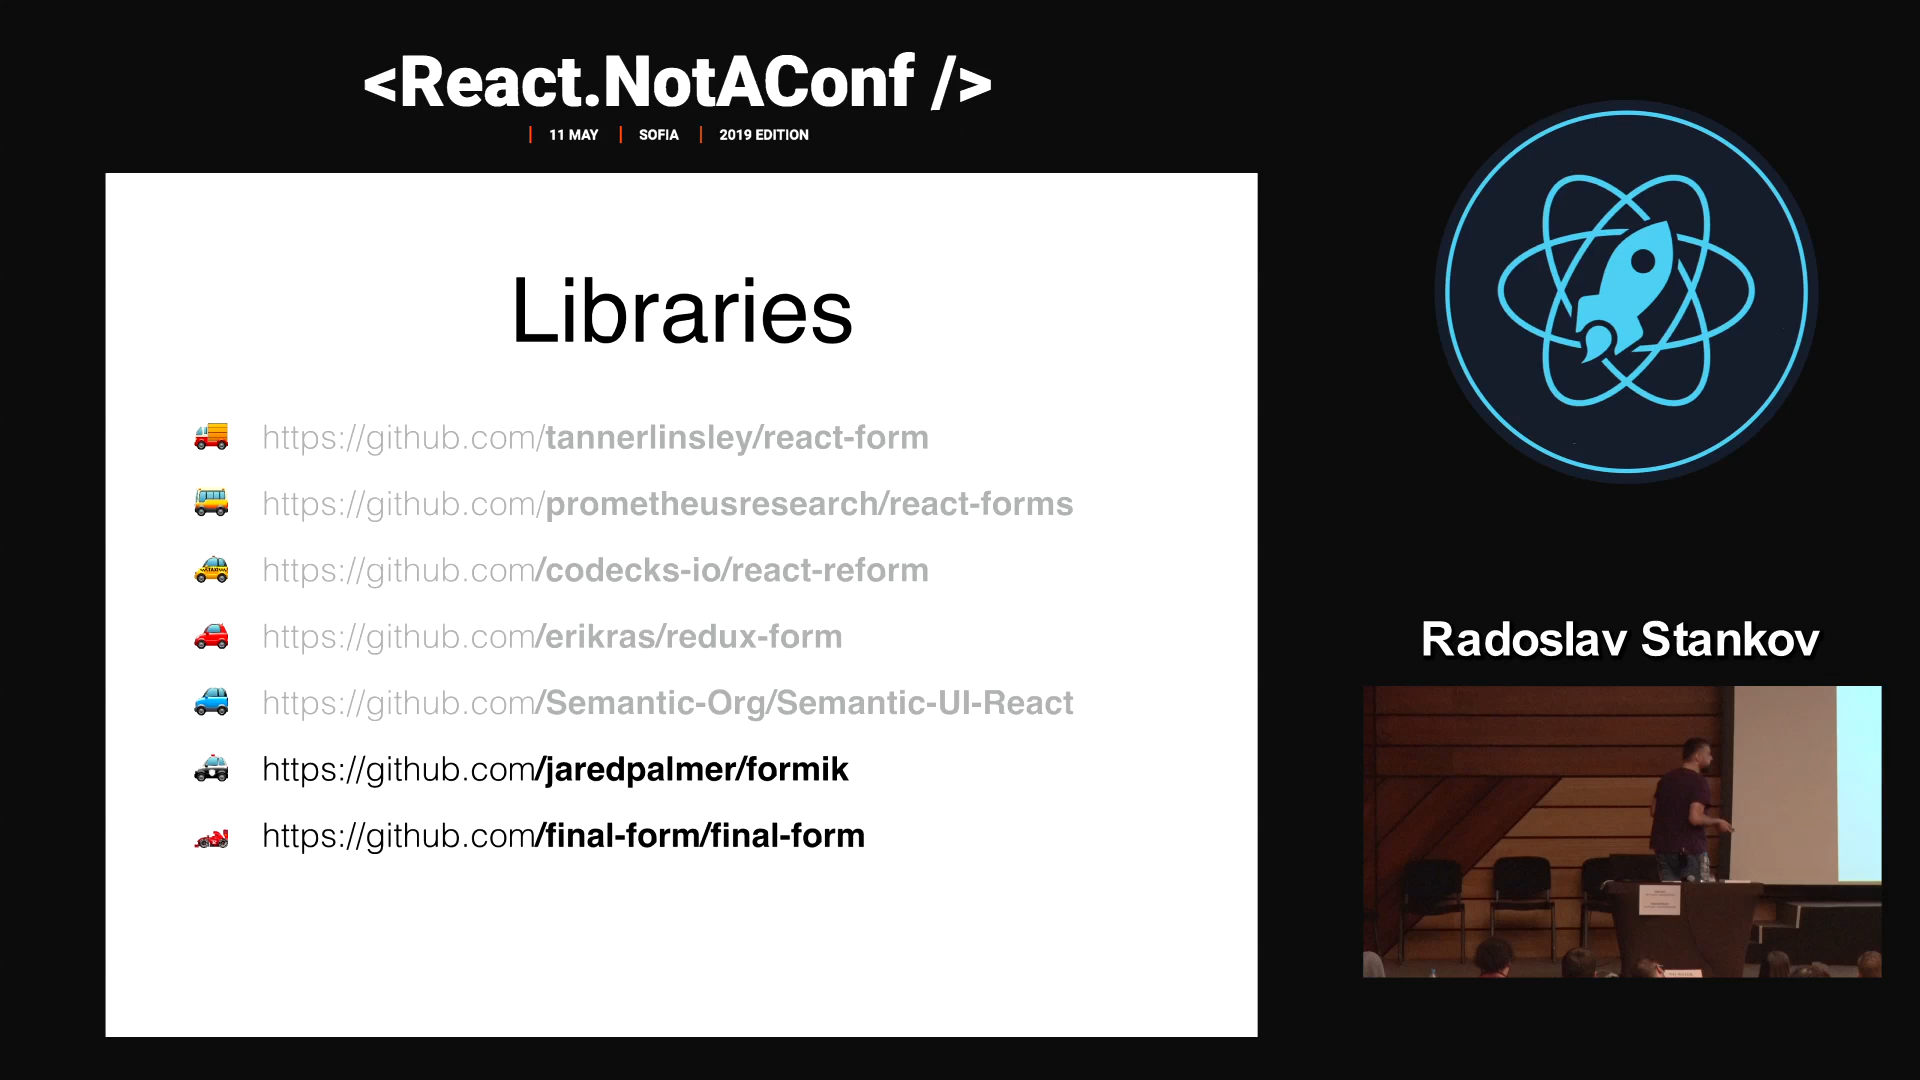 <React.NotAConf />
11 MAY | SOFIA | 2019 EDITION
Libraries
https://github.com/tannerlinsley/react-form
https://github.com/prometheusresearch/react-forms
https://github.com/codecks-io/react-reform
https://github.com/erikras/redux-form
https://github.com/Semantic-Org/Semantic-UI-React
https://github.com/jaredpalmer/formik
https://github.com/final-form/final-form
Radoslav Stankov